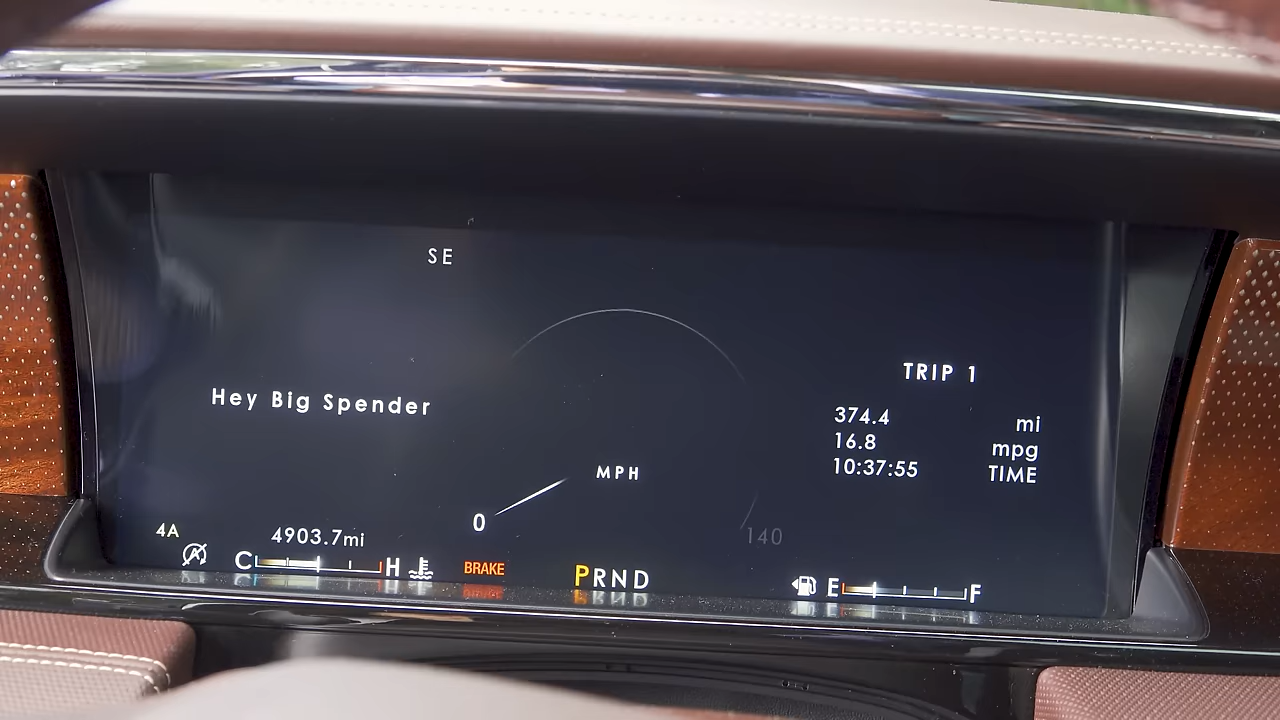 SE
TRIP 1
Hey Big Spender
374.4 mi
16.8 mpg
10:37:55 TIME
MPH
0
140
4A
4903.7mi
C H
BRAKE
PRND
E F